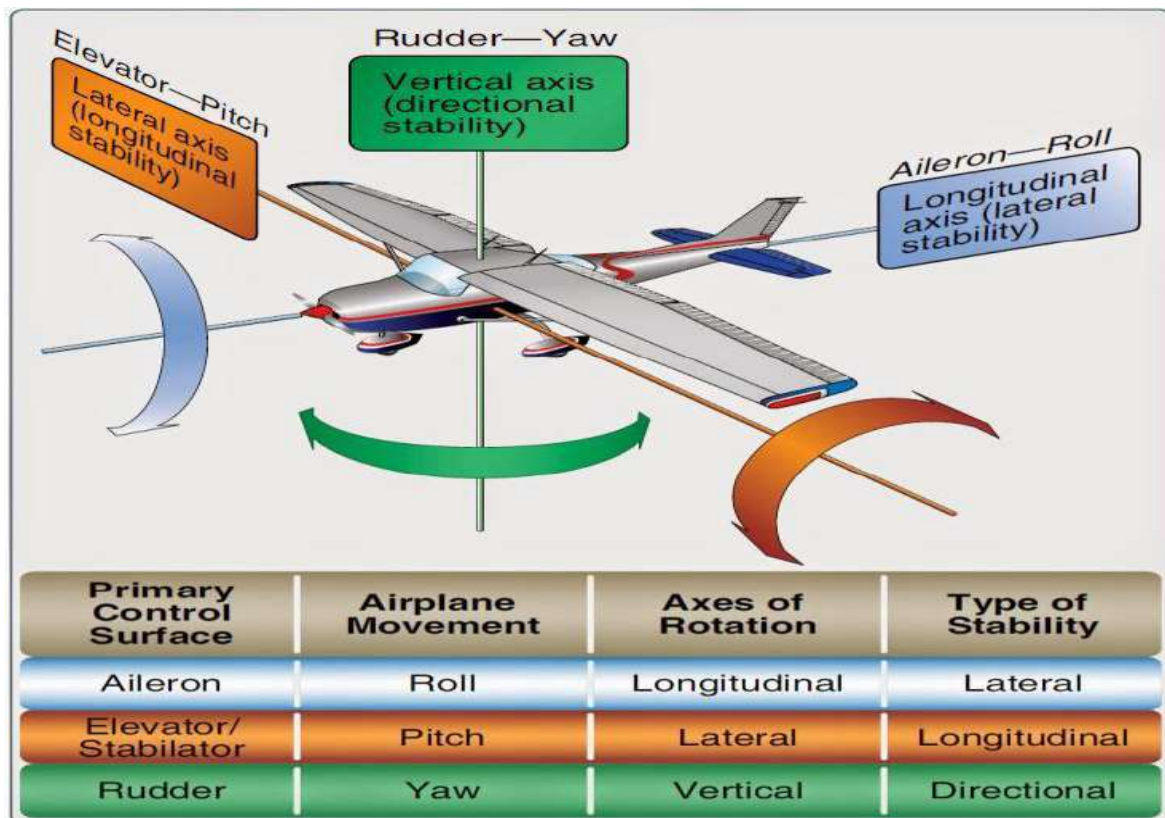 Elevator—Pitch
Lateral axis
(longitudinal
stability)
Rudder—Yaw
Vertical axis
(directional
stability)
Aileron—Roll
Longitudinal
axis (lateral
stability)
Primary
Control
Surface
Airplane
Movement
Axes of
Rotation
Type of
Stability
Aileron
Roll
Longitudinal
Lateral
Elevator/
Stabilator
Pitch
Lateral
Longitudinal
Rudder
Yaw
Vertical
Directional